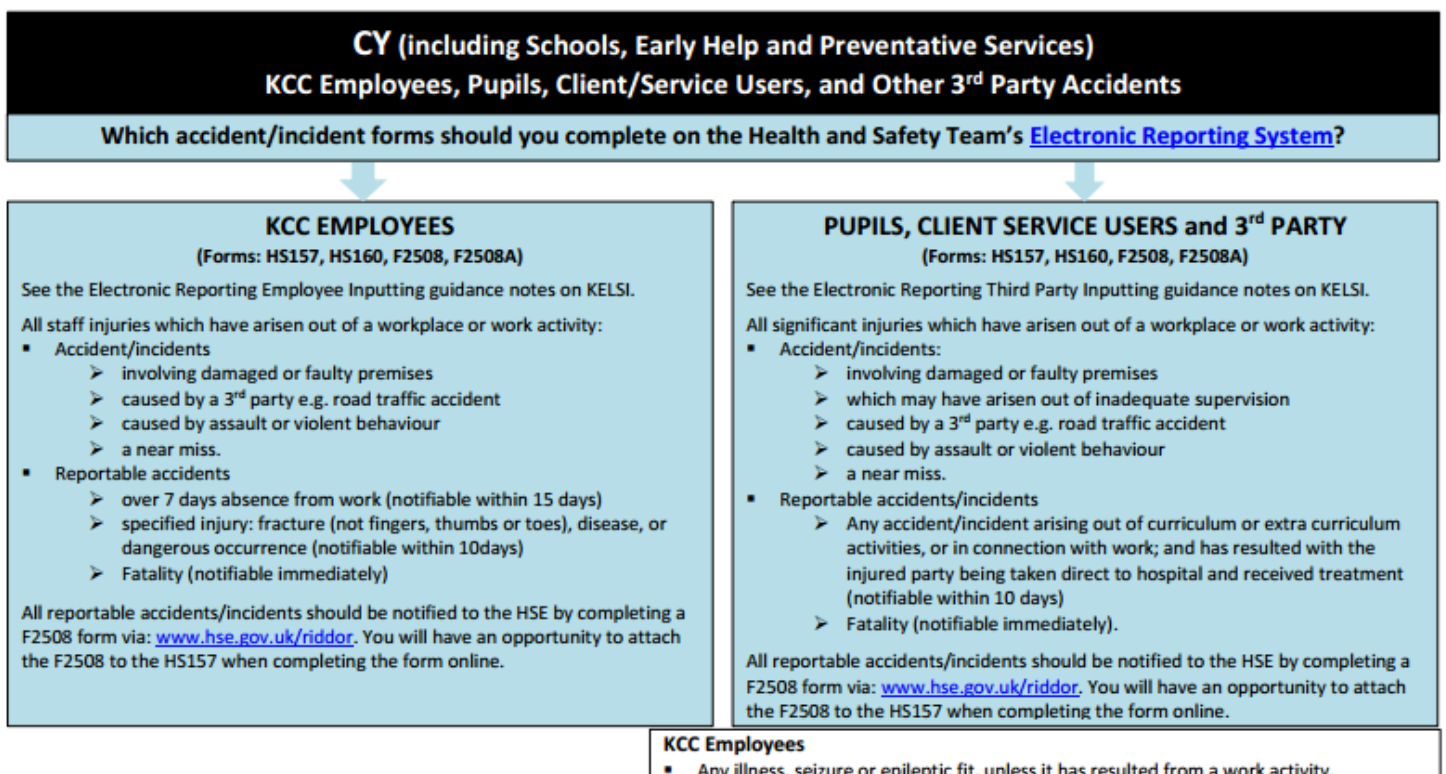 CY (including Schools, Early Help and Preventative Services)
KCC Employees, Pupils, Client/Service Users, and Other 3rd Party Accidents
Which accident/incident forms should you complete on the Health and Safety Team's Electronic Reporting System?
KCC EMPLOYEES
(Forms: HS157, HS160, F2508, F2508A)
See the Electronic Reporting Employee Inputting guidance notes on KELSI.
All staff injuries which have arisen out of a workplace or work activity:
▪ Accident/incidents
➢ involving damaged or faulty premises
➢ caused by a 3rd party e.g. road traffic accident
➢ caused by assault or violent behaviour
➢ a near miss.
▪ Reportable accidents
➢ over 7 days absence from work (notifiable within 15 days)
➢ specified injury: fracture (not fingers, thumbs or toes), disease, or
dangerous occurrence (notifiable within 10days)
➢ Fatality (notifiable immediately)
All reportable accidents/incidents should be notified to the HSE by completing a
F2508 form via: www.hse.gov.uk/riddor. You will have an opportunity to attach
the F2508 to the HS157 when completing the form online.
PUPILS, CLIENT SERVICE USERS and 3rd PARTY
(Forms: HS157, HS160, F2508, F2508A)
See the Electronic Reporting Third Party Inputting guidance notes on KELSI.
All significant injuries which have arisen out of a workplace or work activity:
▪ Accident/incidents:
➢ involving damaged or faulty premises
➢ which may have arisen out of inadequate supervision
➢ caused by a 3rd party e.g. road traffic accident
➢ caused by assault or violent behaviour
➢ a near miss.
▪ Reportable accidents/incidents
➢ Any accident/incident arising out of curriculum or extra curriculum
activities, or in connection with work; and has resulted with the
injured party being taken direct to hospital and received treatment
(notifiable within 10 days)
➢ Fatality (notifiable immediately).
All reportable accidents/incidents should be notified to the HSE by completing a
F2508 form via: www.hse.gov.uk/riddor. You will have an opportunity to attach
the F2508 to the HS157 when completing the form online.
KCC Employees
▪ Any illness, seizure or epileptic fit, unless it has resulted from a work activity